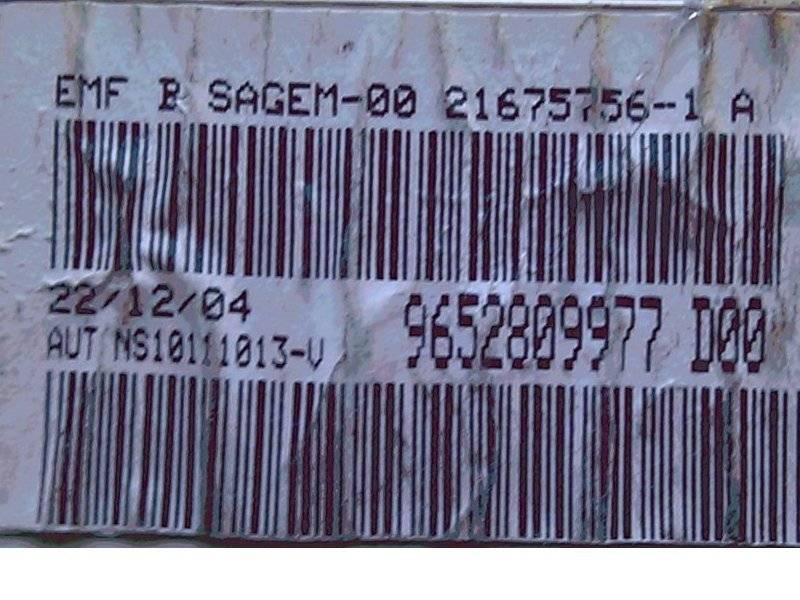 EMF B SAGEM-00 21675756-1 A
22/12/04
9652809977 D00
AUT NS10111013-V